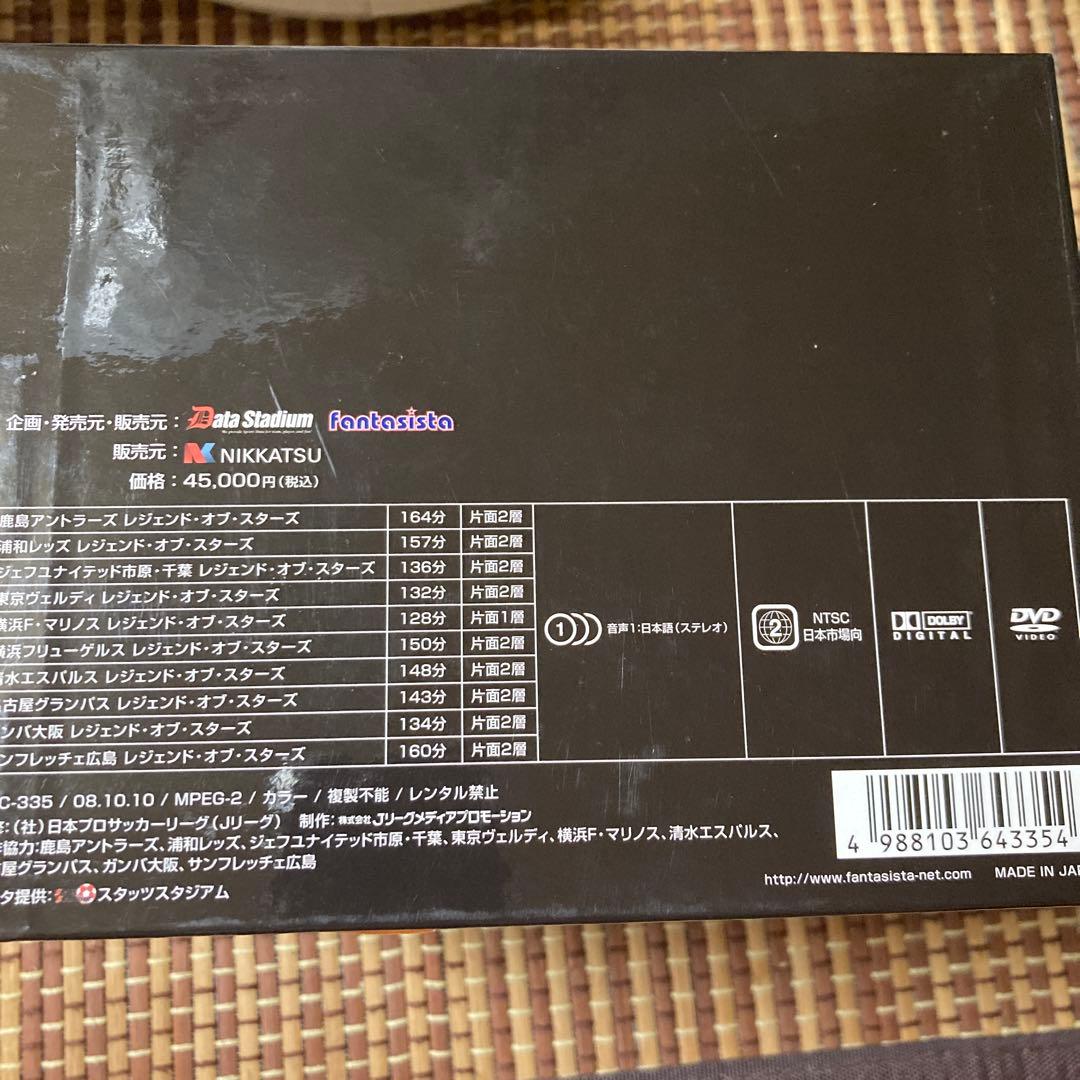 企画・発売元・販売元：Data Stadium fantasista
販売元：NIKKATSU
価格：45,000円(税込)
鹿島アントラーズ レジェンド・オブ・スターズ 164分 片面2層
浦和レッズ レジェンド・オブ・スターズ 157分 片面2層
ジェフユナイテッド市原・千葉 レジェンド・オブ・スターズ 136分 片面2層
東京ヴェルディ レジェンド・オブ・スターズ 132分 片面2層
横浜F・マリノス レジェンド・オブ・スターズ 128分 片面1層
横浜フリューゲルス レジェンド・オブ・スターズ 150分 片面2層
清水エスパルス レジェンド・オブ・スターズ 148分 片面2層
名古屋グランパス レジェンド・オブ・スターズ 143分 片面2層
ンバ大阪 レジェンド・オブ・スターズ 134分 片面2層
ンフレッチェ広島 レジェンド・オブ・スターズ 160分 片面2層
1 音声1：日本語(ステレオ)
2 NTSC
日本市場向
DOLBY
DIGITAL
DVD
VIDEO
C-335 / 08.10.10 / MPEG-2 / カラー / 複製不能 / レンタル禁止
：(社)日本プロサッカーリーグ(Jリーグ) 制作：株式会社Jリーグメディアプロモーション
協力：鹿島アントラーズ、浦和レッズ、ジェフユナイテッド市原・千葉、東京ヴェルディ、横浜F・マリノス、清水エスパルス、
屋グランパス、ガンバ大阪、サンフレッチェ広島
タ提供：スタッツスタジアム
4 988103 643354
http://www.fantasista-net.com MADE IN JAP